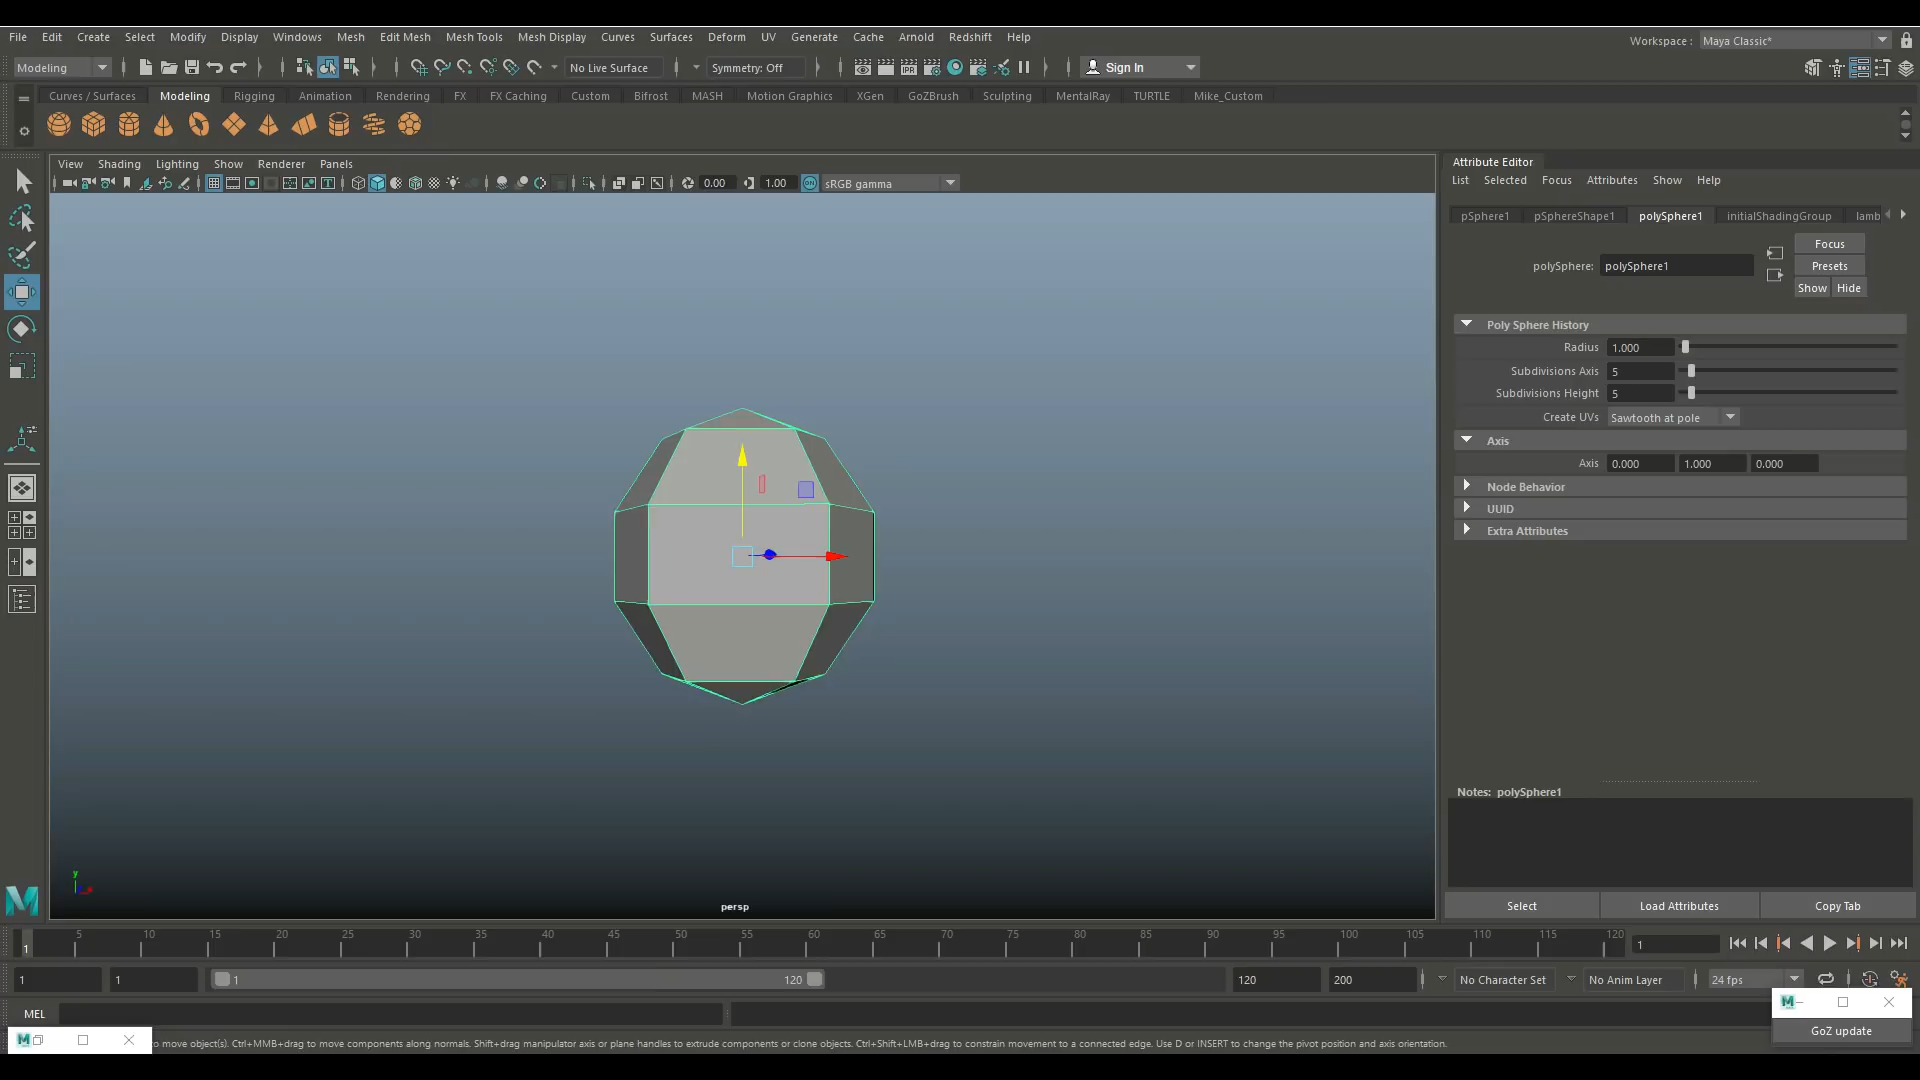 File Edit Create Select Modify Display Windows Mesh Edit Mesh Mesh Tools Mesh Display Curves Surfaces Deform UV Generate Cache Arnold Redshift Help
Workspace : Maya Classic*
Modeling No Live Surface Symmetry: Off Sign In
Curves / Surfaces Modeling Rigging Animation Rendering FX FX Caching Custom Bifrost MASH Motion Graphics XGen GoZBrush Sculpting MentalRay TURTLE Mike_Custom
View Shading Lighting Show Renderer Panels
0.00 1.00 ON sRGB gamma
Attribute Editor
List Selected Focus Attributes Show Help
pSphere1 pSphereShape1 polySphere1 initialShadingGroup lamb
Focus
polySphere: polySphere1 Presets
Show Hide
Poly Sphere History
Radius 1.000
Subdivisions Axis 5
Subdivisions Height 5
Create UVs Sawtooth at pole
Axis
Axis 0.000 1.000 0.000
Node Behavior
UUID
Extra Attributes
Notes: polySphere1
Select Load Attributes Copy Tab
y
persp
1 5 10 15 20 25 30 35 40 45 50 55 60 65 70 75 80 85 90 95 100 105 110 115 120 1
1 1 1 120 120 200 No Character Set No Anim Layer 24 fps
MEL
M
GoZ update
M
to move object(s). Ctrl+MMB+drag to move components along normals. Shift+drag manipulator axis or plane handles to extrude components or clone objects. Ctrl+Shift+LMB+drag to constrain movement to a connected edge. Use D or INSERT to change the pivot position and axis orientation.